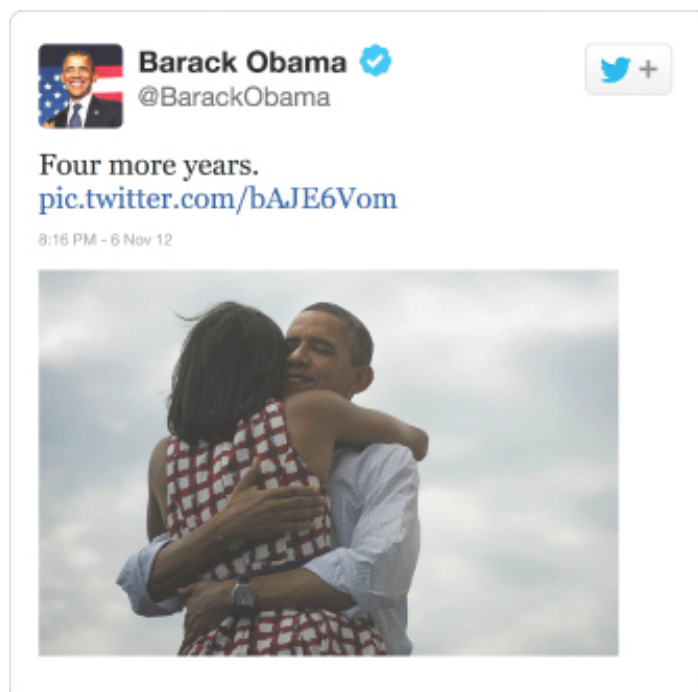 Barack Obama
@BarackObama
Four more years.
pic.twitter.com/bAJE6Vom
8:16 PM - 6 Nov 12